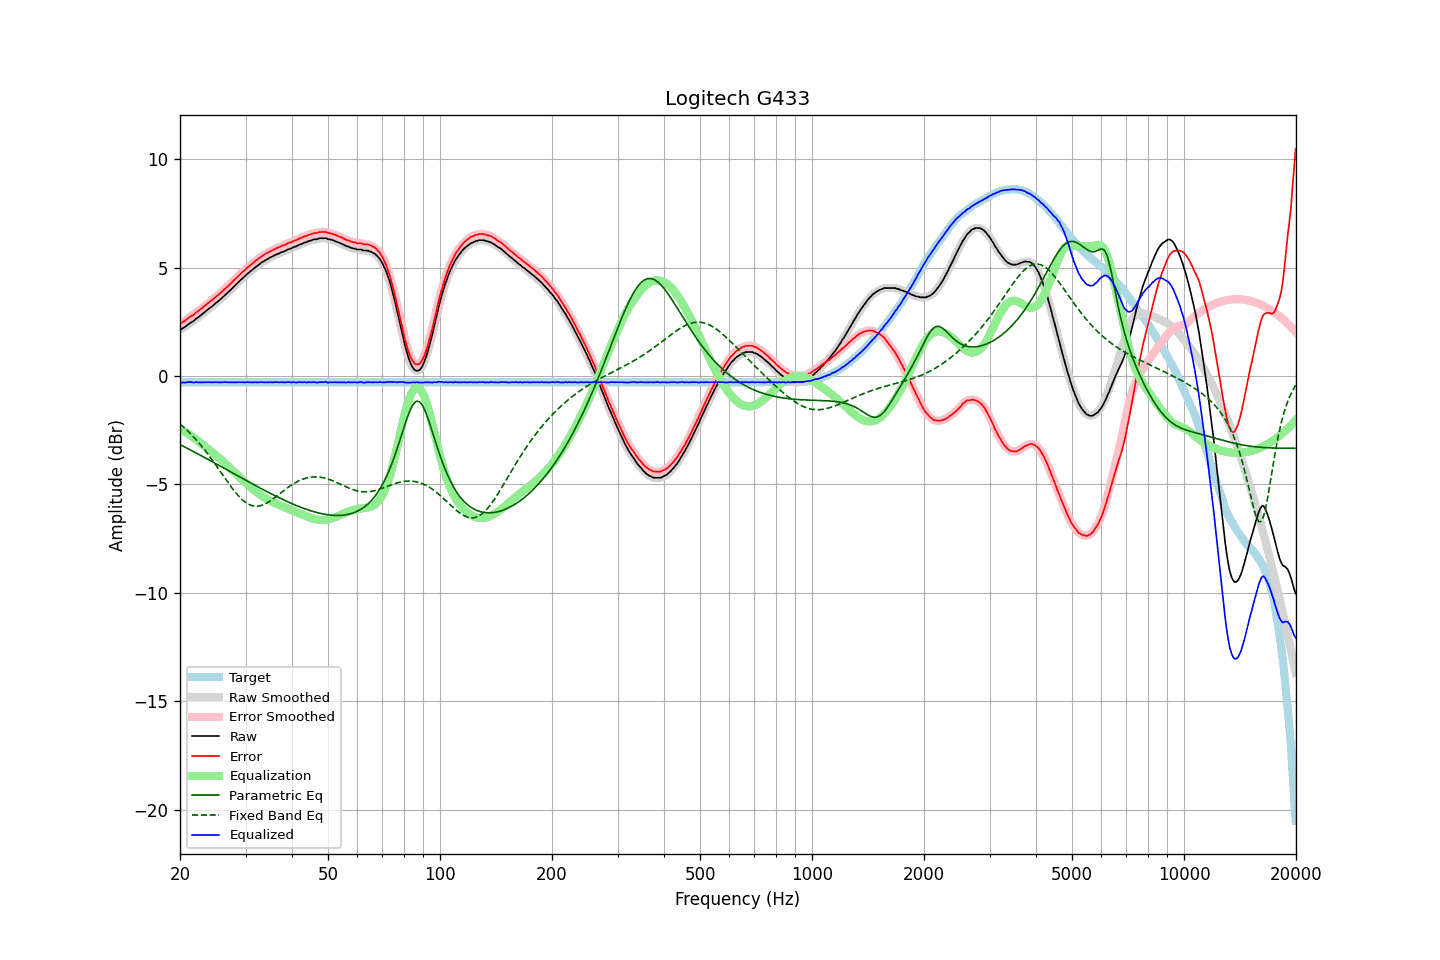 Logitech G433
Amplitude (dBr)
10
5
0
−5
−10
−15
−20
Target
Raw Smoothed
Error Smoothed
Raw
Error
Equalization
Parametric Eq
Fixed Band Eq
Equalized
20
50
100
200
500
1000
2000
5000
10000
20000
Frequency (Hz)